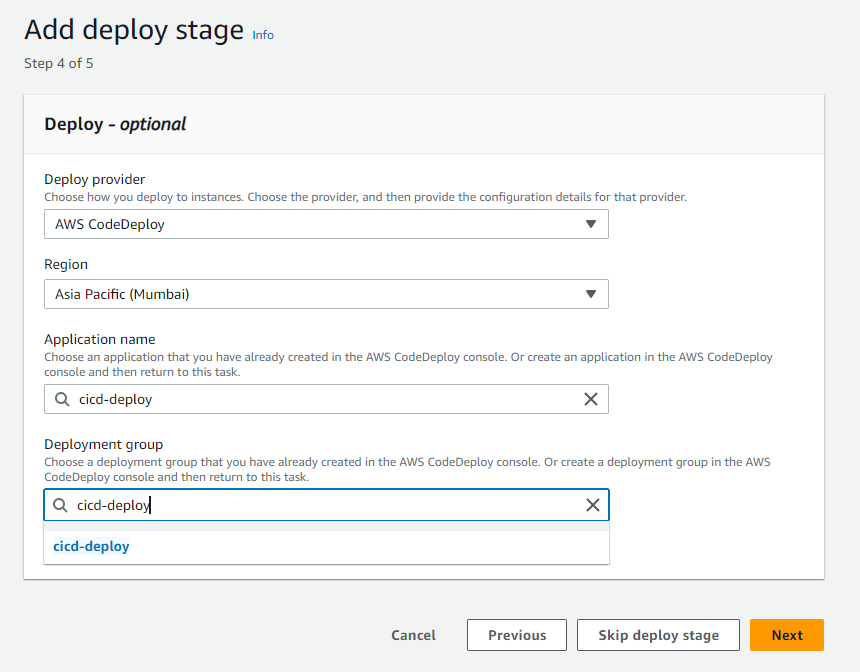 Add deploy stage Info
Step 4 of 5
Deploy - optional
Deploy provider
Choose how you deploy to instances. Choose the provider, and then provide the configuration details for that provider.
AWS CodeDeploy
Region
Asia Pacific (Mumbai)
Application name
Choose an application that you have already created in the AWS CodeDeploy console. Or create an application in the AWS CodeDeploy
console and then return to this task.
cicd-deploy
Deployment group
Choose a deployment group that you have already created in the AWS CodeDeploy console. Or create a deployment group in the AWS
CodeDeploy console and then return to this task.
cicd-deploy
cicd-deploy
Cancel Previous Skip deploy stage Next